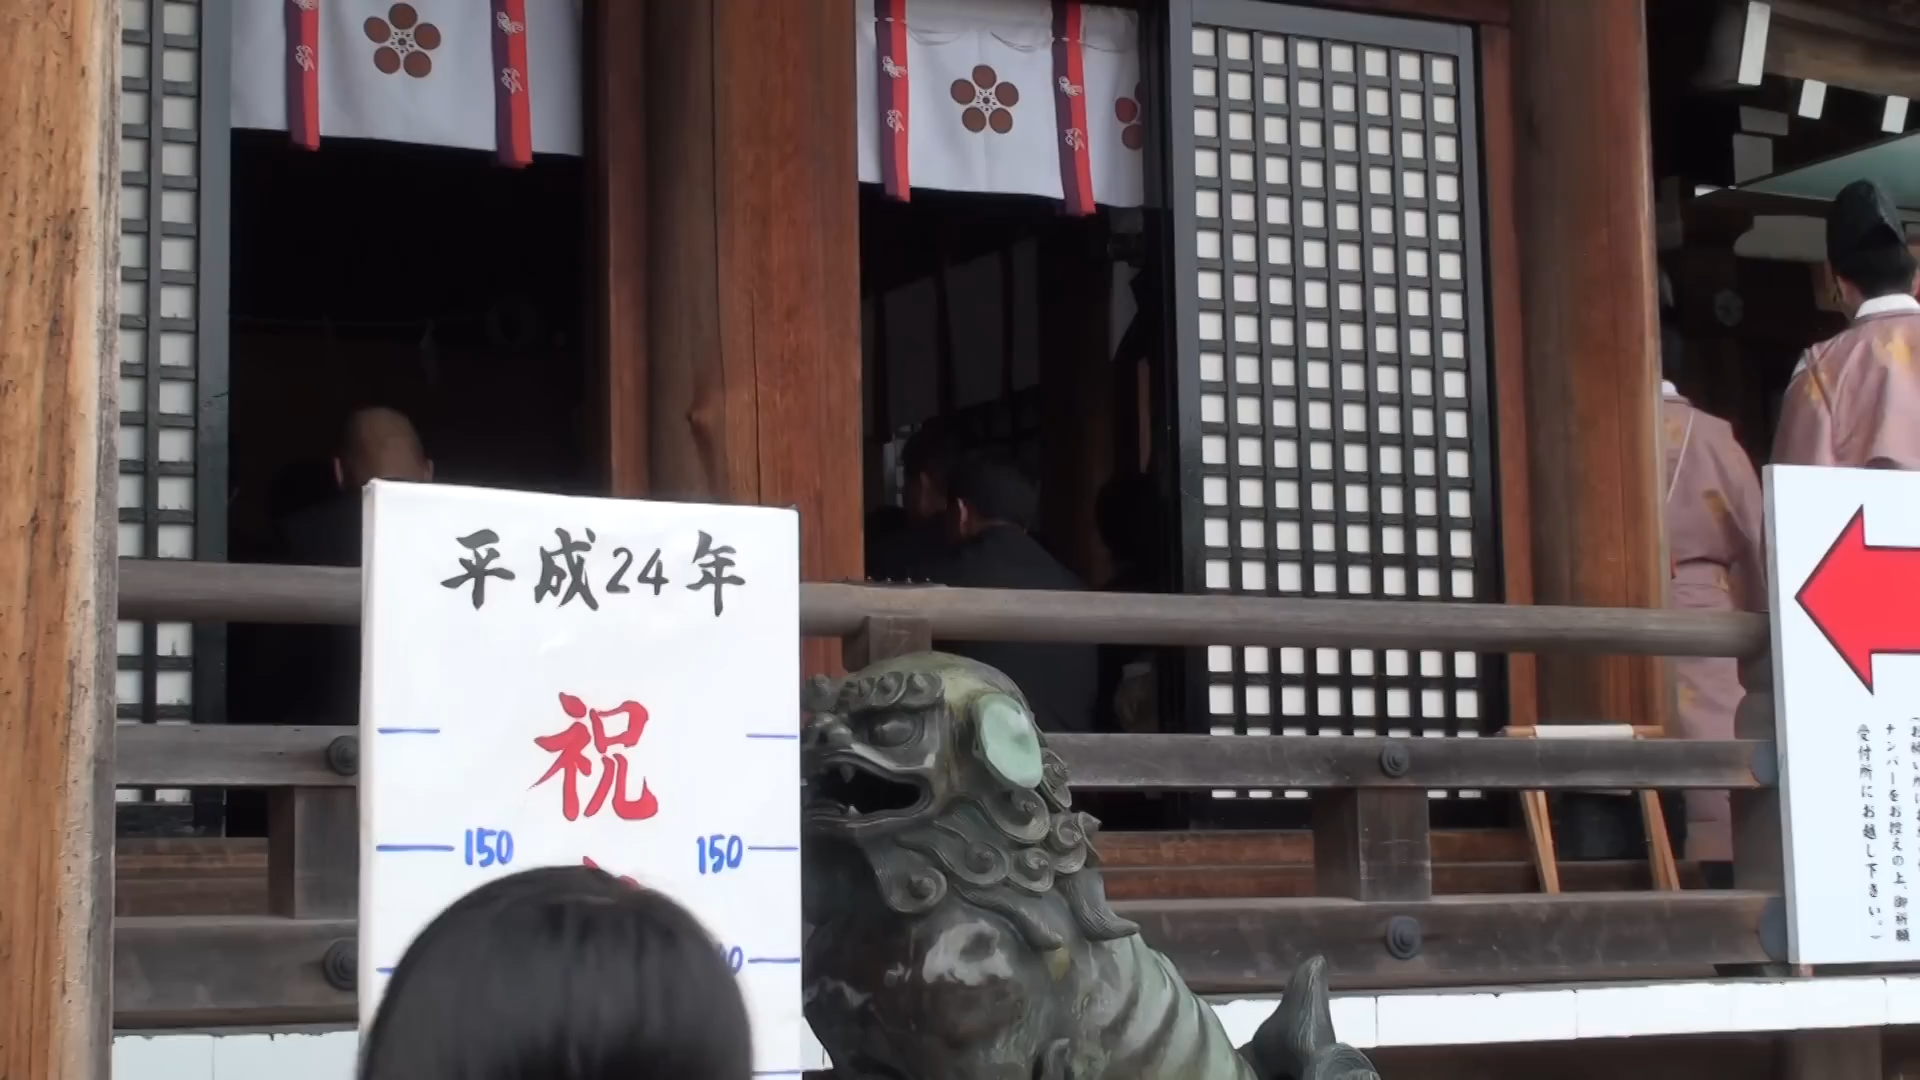 平成24年
祝
150 150
ナンバーをお控えの上、御祈願
受付所にお越し下さい。)